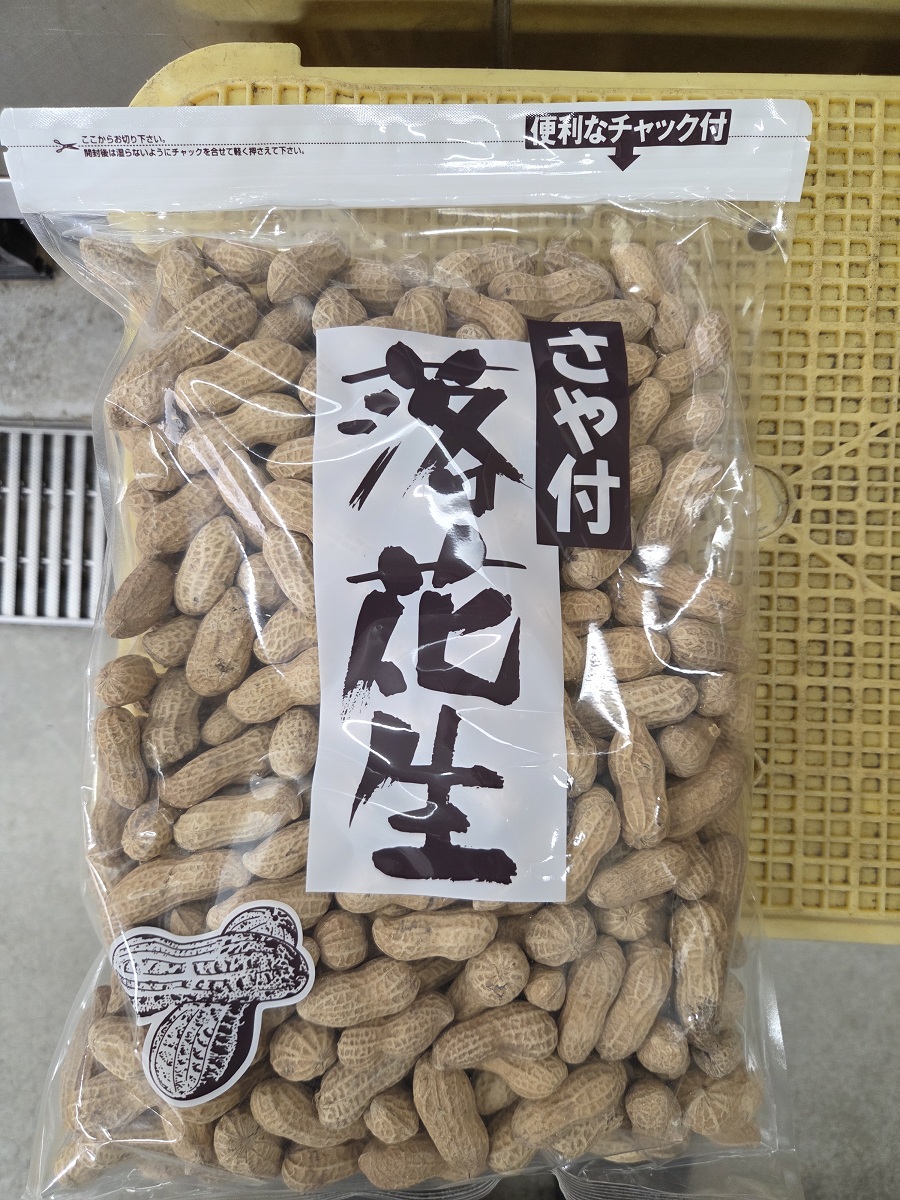 ここからお切り下さい。
開封後は湿らないようにチャックを合せて軽く押さえて下さい。
便利なチャック付
さや付
落花生